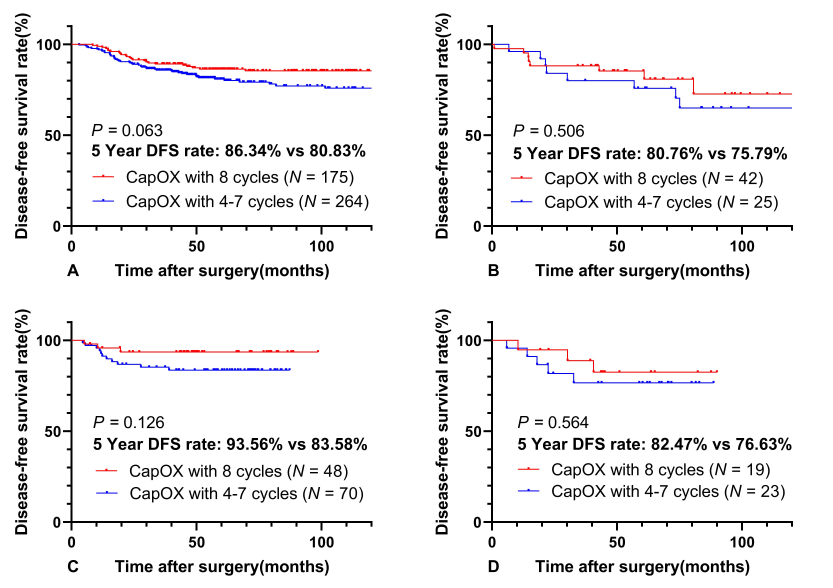 Disease-free survival rate(%)
100
50
0
P = 0.063
5 Year DFS rate: 86.34% vs 80.83%
CapOX with 8 cycles (N = 175)
CapOX with 4-7 cycles (N = 264)
0 50 100
A Time after surgery(months)
Disease-free survival rate(%)
100
50
0
P = 0.506
5 Year DFS rate: 80.76% vs 75.79%
CapOX with 8 cycles (N = 42)
CapOX with 4-7 cycles (N = 25)
0 50 100
B Time after surgery(months)
Disease-free survival rate(%)
100
50
0
P = 0.126
5 Year DFS rate: 93.56% vs 83.58%
CapOX with 8 cycles (N = 48)
CapOX with 4-7 cycles (N = 70)
0 50 100
C Time after surgery(months)
Disease-free survival rate(%)
100
50
0
P = 0.564
5 Year DFS rate: 82.47% vs 76.63%
CapOX with 8 cycles (N = 19)
CapOX with 4-7 cycles (N = 23)
0 50 100
D Time after surgery(months)